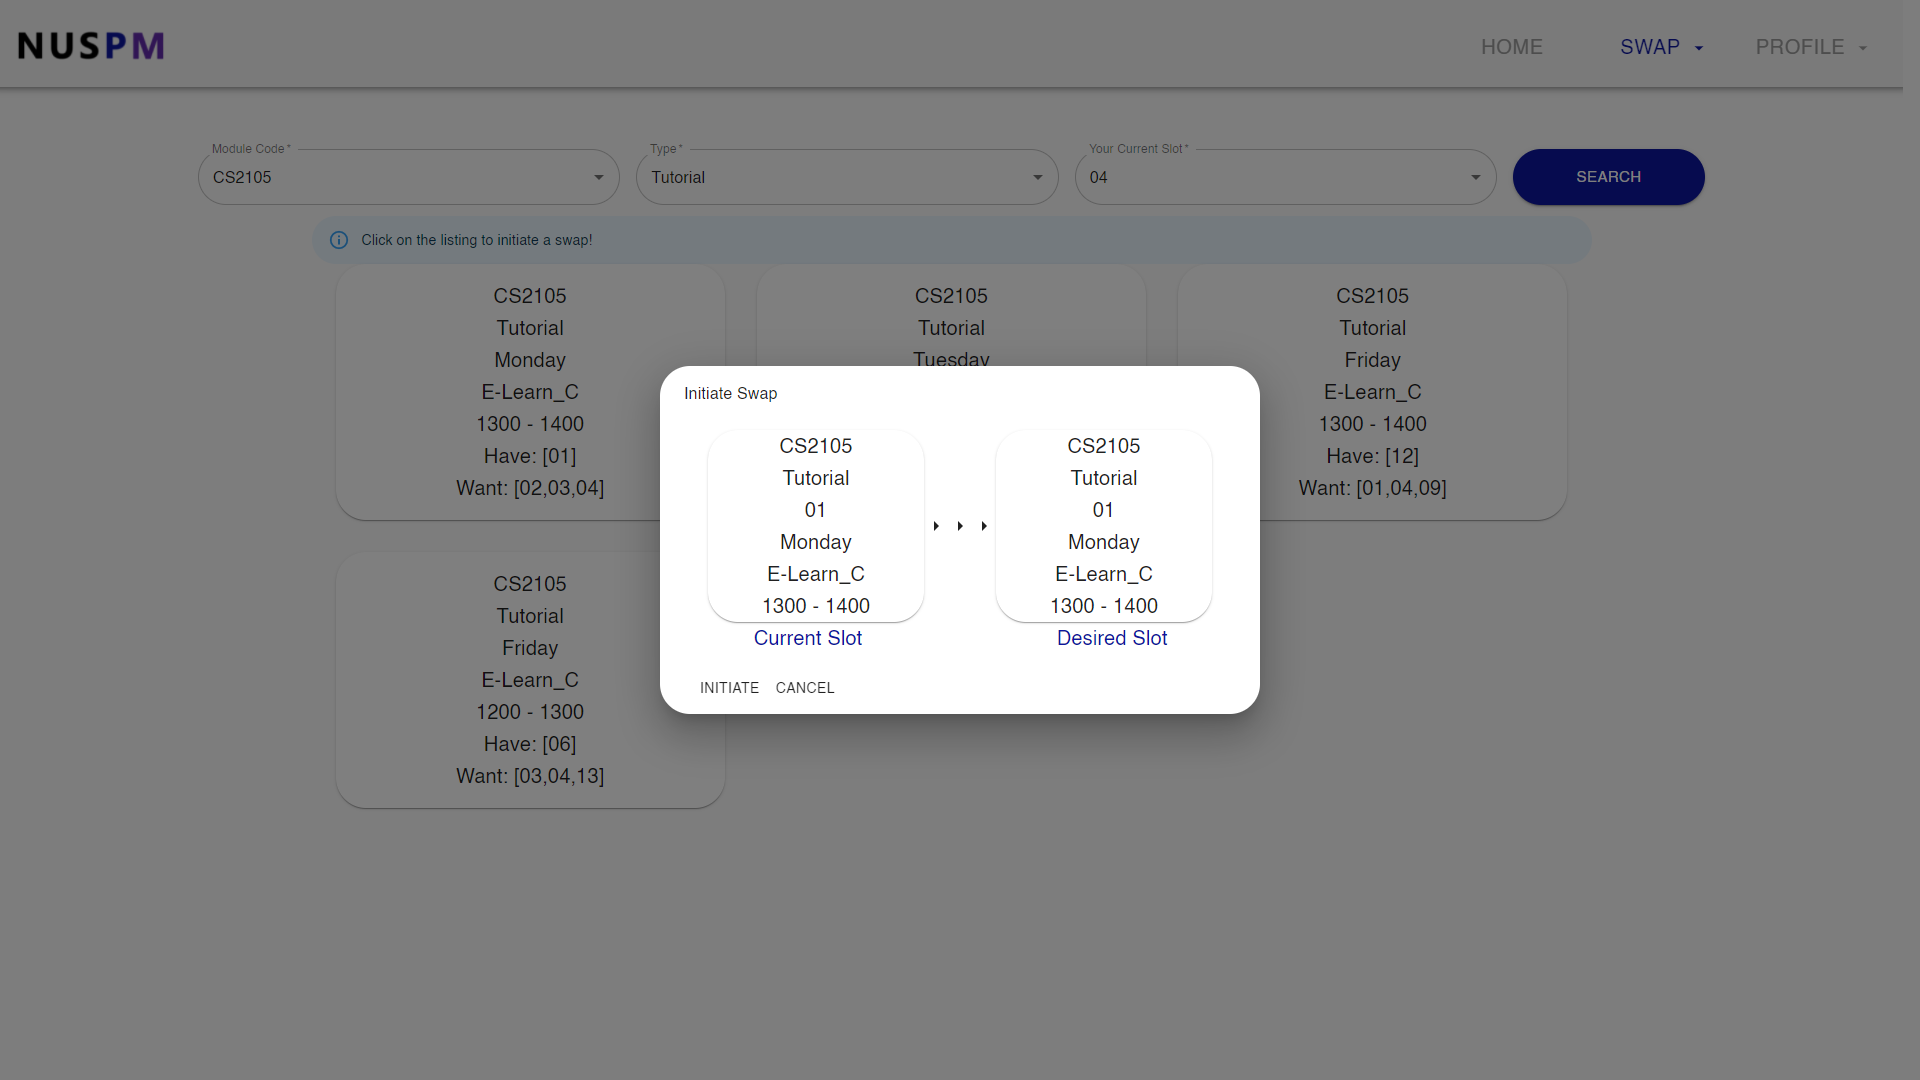 NUSPM
HOME
SWAP
PROFILE
Module Code *
CS2105
Type *
Tutorial
Your Current Slot *
04
SEARCH
Click on the listing to initiate a swap!
CS2105
Tutorial
Monday
E-Learn_C
1300 - 1400
Have: [01]
Want: [02,03,04]
CS2105
Tutorial
Tuesday
CS2105
Tutorial
Friday
E-Learn_C
1300 - 1400
Have: [12]
Want: [01,04,09]
CS2105
Tutorial
Friday
E-Learn_C
1200 - 1300
Have: [06]
Want: [03,04,13]
Initiate Swap
CS2105
Tutorial
01
Monday
E-Learn_C
1300 - 1400
Current Slot
CS2105
Tutorial
01
Monday
E-Learn_C
1300 - 1400
Desired Slot
INITIATE
CANCEL